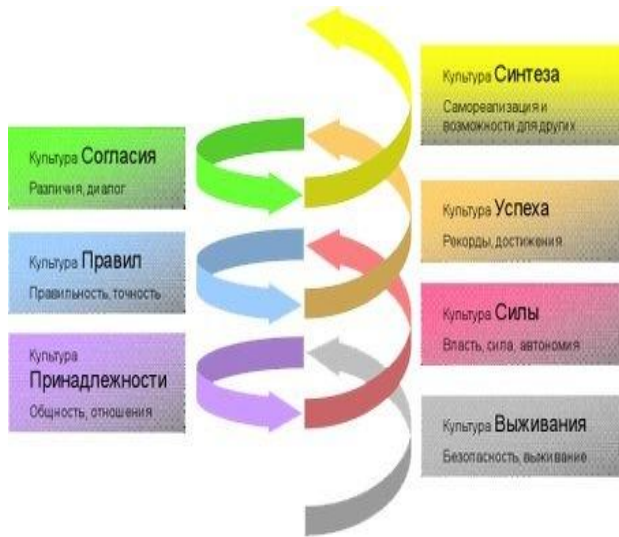 Культура Синтеза
Самореализация и
возможности для других
Культура Согласия
Различия, диалог
Культура Успеха
Рекорды, достижения
Культура Правил
Правильность, точность
Культура Силы
Власть, сила, автономия
Культура
Принадлежности
Общность, отношения
Культура Выживания
Безопасность, выживание